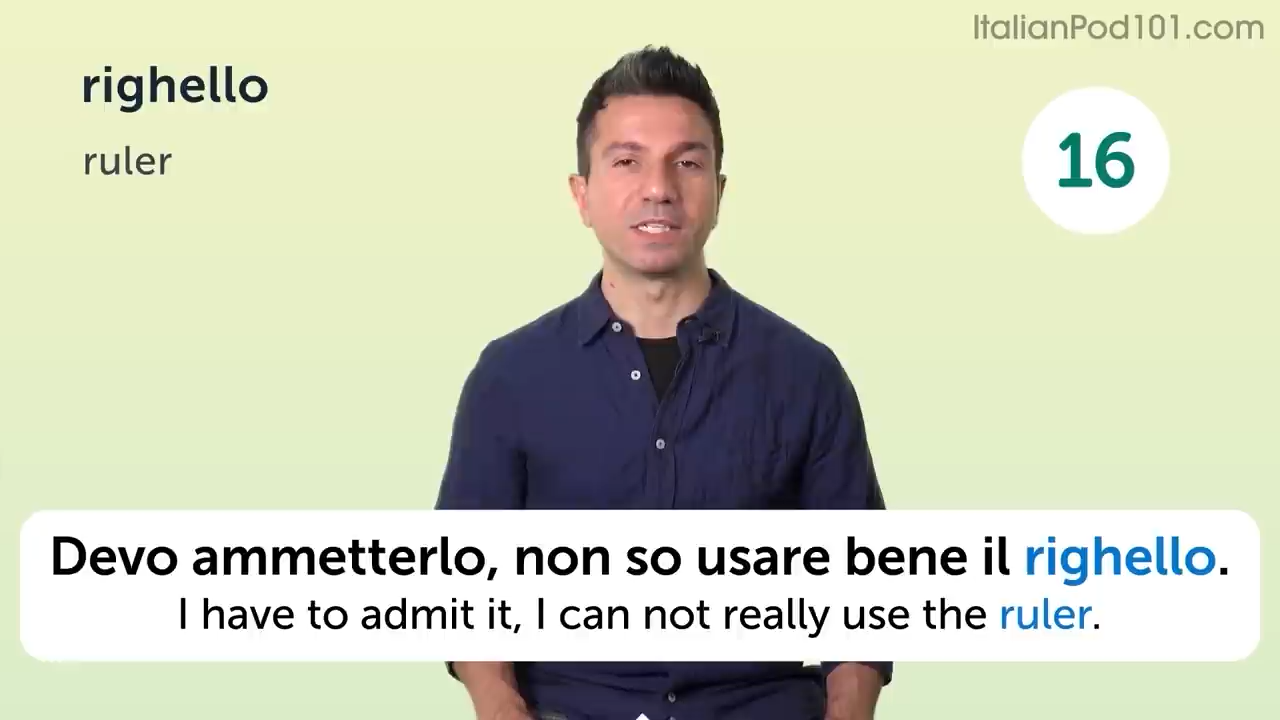 ItalianPod101.com
righello
ruler
16
Devo ammetterlo, non so usare bene il righello.
I have to admit it, I can not really use the ruler.